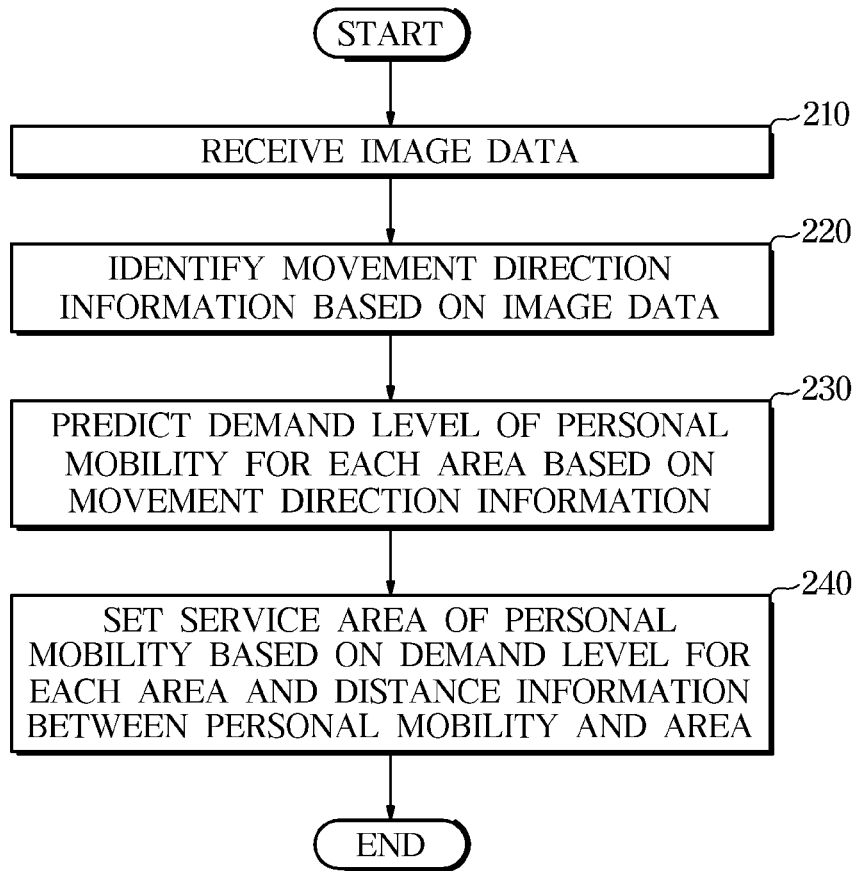 START
210
RECEIVE IMAGE DATA
220
IDENTIFY MOVEMENT DIRECTION
INFORMATION BASED ON IMAGE DATA
230
PREDICT DEMAND LEVEL OF PERSONAL
MOBILITY FOR EACH AREA BASED ON
MOVEMENT DIRECTION INFORMATION
240
SET SERVICE AREA OF PERSONAL
MOBILITY BASED ON DEMAND LEVEL FOR
EACH AREA AND DISTANCE INFORMATION
BETWEEN PERSONAL MOBILITY AND AREA
END